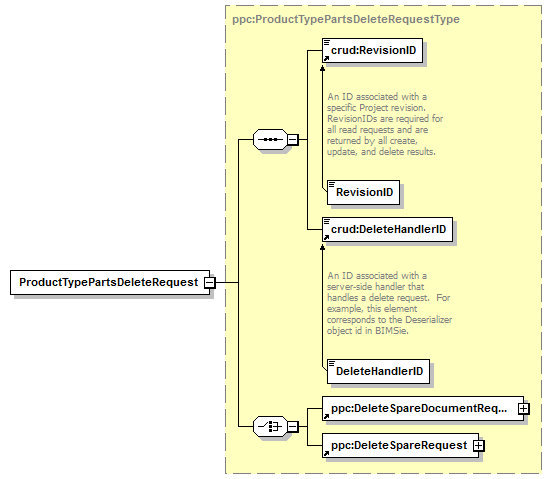 ppc:ProductTypePartsDeleteRequestType
crud:RevisionID
An ID associated with a
specific Project revision.
RevisionIDs are required for
all read requests and are
returned by all create,
update, and delete results.
RevisionID
crud:DeleteHandlerID
ProductTypePartsDeleteRequest
An ID associated with a
server-side handler that
handles a delete request.  For
example, this element
corresponds to the Deserializer
object id in BIMSie.
DeleteHandlerID
ppc:DeleteSpareDocumentReq...
ppc:DeleteSpareRequest